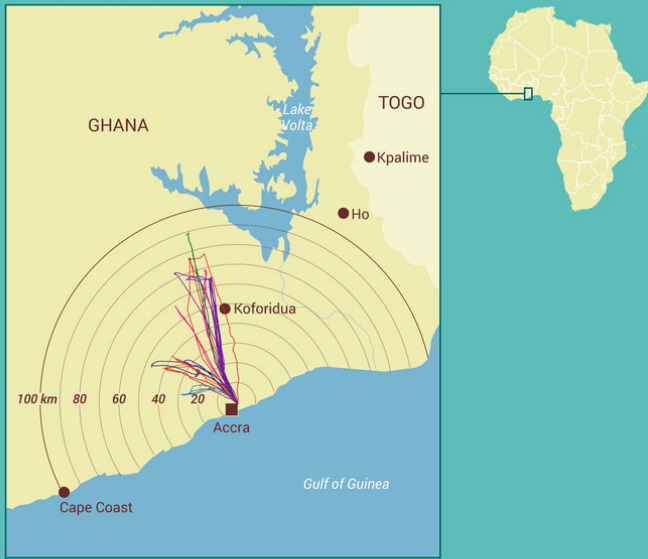 TOGO
Lake
Volta
GHANA
Kpalime
Ho
Koforidua
100 km 80 60 40 20
Accra
Gulf of Guinea
Cape Coast